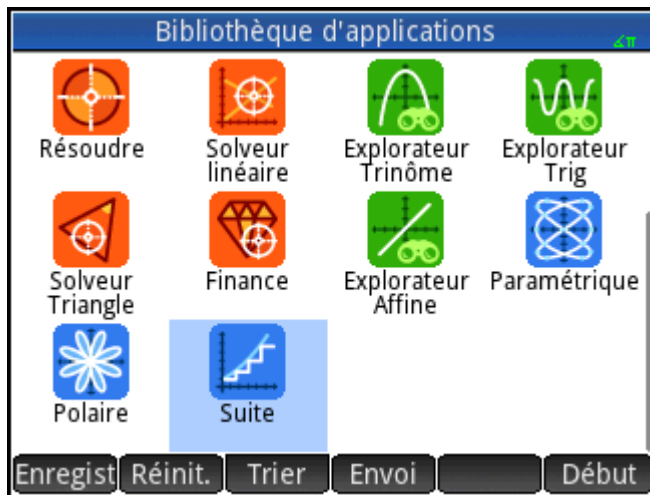 Bibliothèque d'applications
∡π
Résoudre
Solveur
linéaire
Explorateur
Trinôme
Explorateur
Trig
Solveur
Triangle
Finance
Explorateur
Affine
Paramétrique
Polaire
Suite
Enregist Réinit. Trier Envoi Début